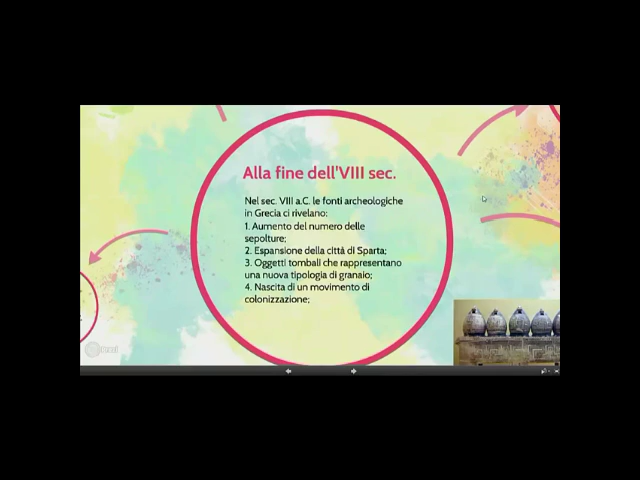 Alla fine dell'VIII sec.
Nel sec. VIII a.C. le fonti archeologiche
in Grecia ci rivelano:
1. Aumento del numero delle
sepolture;
2. Espansione della città di Sparta;
3. Oggetti tombali che rappresentano
una nuova tipologia di granaio;
4. Nascita di un movimento di
colonizzazione;